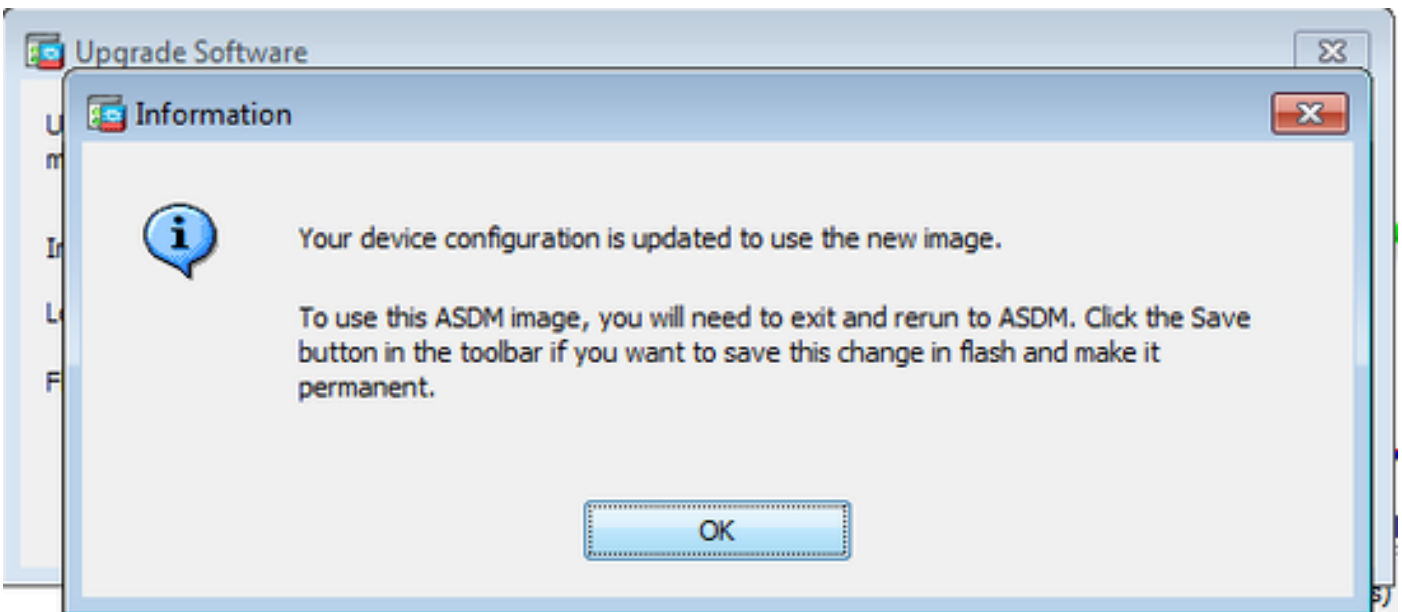 Upgrade Software
Information
Your device configuration is updated to use the new image.
To use this ASDM image, you will need to exit and rerun to ASDM. Click the Save
button in the toolbar if you want to save this change in flash and make it
permanent.
OK